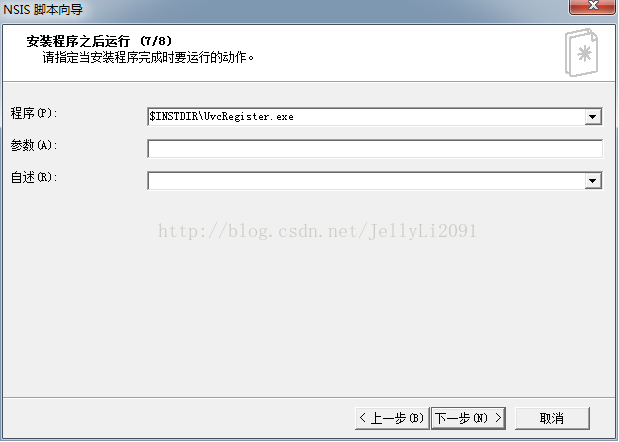 NSIS 脚本向导
安装程序之后运行 (7/8)
请指定当安装程序完成时要运行的动作。
程序(P):
$INSTDIR\UvcRegister.exe
参数(A):
自述(R):
http://blog.csdn.net/JellyLi2091
< 上一步(B)
下一步(N) >
取消